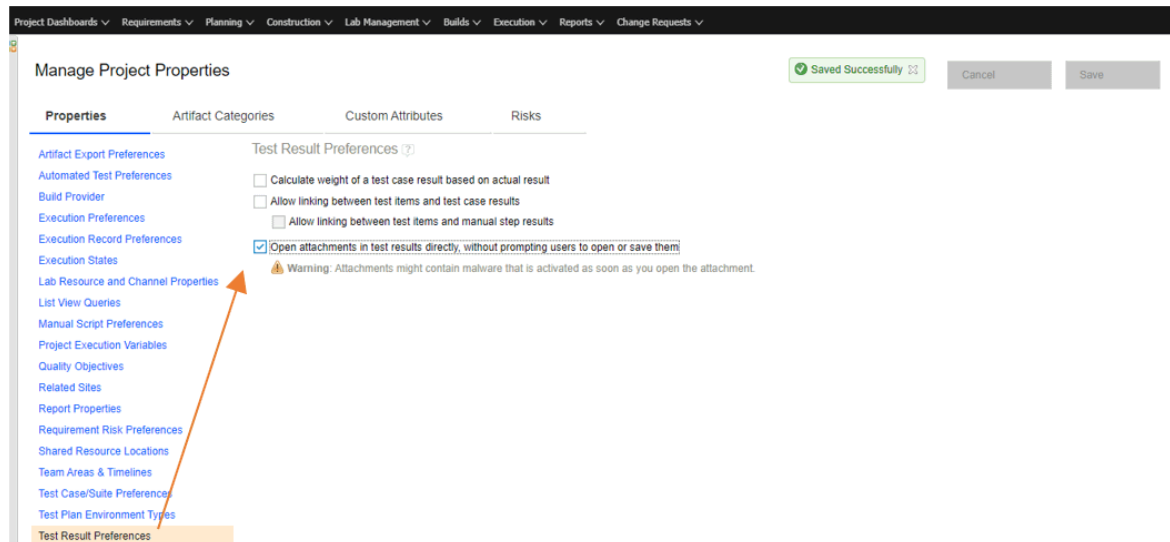 Project Dashboards Requirements Planning Construction Lab Management Builds Execution Reports Change Requests
Manage Project Properties
Saved Successfully
Cancel
Save
Properties
Artifact Categories
Custom Attributes
Risks
Artifact Export Preferences
Automated Test Preferences
Build Provider
Execution Preferences
Execution Record Preferences
Execution States
Lab Resource and Channel Properties
List View Queries
Manual Script Preferences
Project Execution Variables
Quality Objectives
Related Sites
Report Properties
Requirement Risk Preferences
Shared Resource Locations
Team Areas & Timelines
Test Case/Suite Preferences
Test Plan Environment Types
Test Result Preferences
Test Result Preferences ?
Calculate weight of a test case result based on actual result
Allow linking between test items and test case results
Allow linking between test items and manual step results
Open attachments in test results directly, without prompting users to open or save them
Warning: Attachments might contain malware that is activated as soon as you open the attachment.